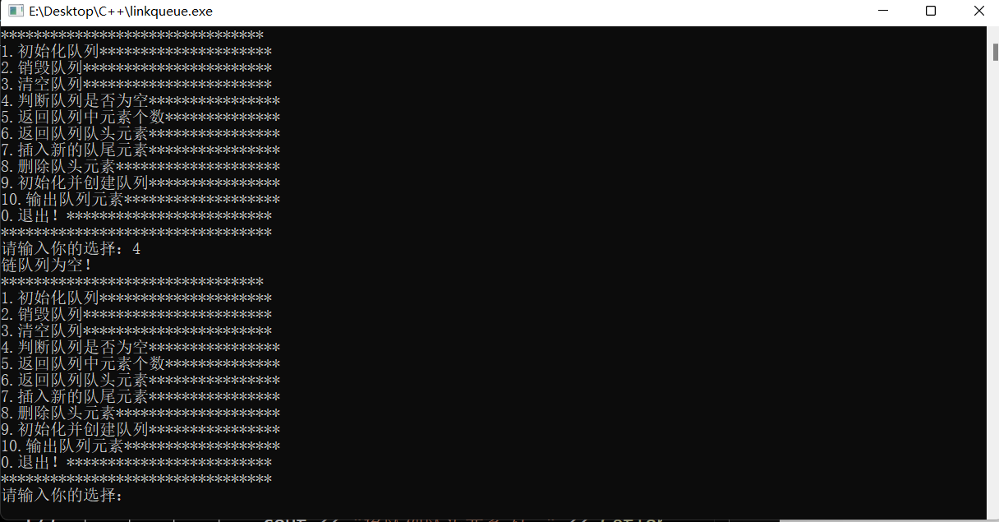 E:\Desktop\C++\linkqueue.exe
********************************
1.初始化队列*********************
2.销毁队列***********************
3.清空队列***********************
4.判断队列是否为空****************
5.返回队列中元素个数**************
6.返回队列队头元素****************
7.插入新的队尾元素****************
8.删除队头元素********************
9.初始化并创建队列****************
10.输出队列元素*******************
0.退出！*************************
*********************************
请输入你的选择：4
链队列为空！
********************************
1.初始化队列*********************
2.销毁队列***********************
3.清空队列***********************
4.判断队列是否为空****************
5.返回队列中元素个数**************
6.返回队列队头元素****************
7.插入新的队尾元素****************
8.删除队头元素********************
9.初始化并创建队列****************
10.输出队列元素*******************
0.退出！*************************
*********************************
请输入你的选择：